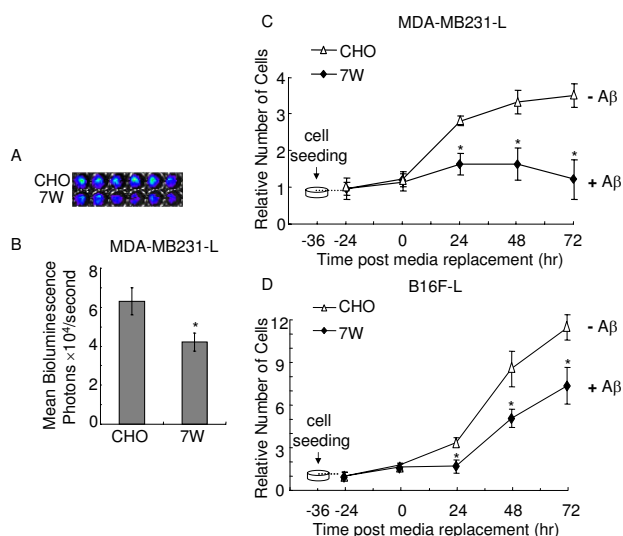 A
CHO
7W
B
MDA-MB231-L
Mean Bioluminescence
Photons ×10⁴/second
8
6
4
2
0
*
CHO
7W
C
MDA-MB231-L
CHO
7W
Relative Number of Cells
4
3
2
1
0
cell
seeding
- Aβ
+ Aβ
* * *
-36 -24 0 24 48 72
Time post media replacement (hr)
D
B16F-L
CHO
7W
Relative Number of Cells
12
9
6
3
0
cell
seeding
- Aβ
+ Aβ
* * *
-36 -24 0 24 48 72
Time post media replacement (hr)